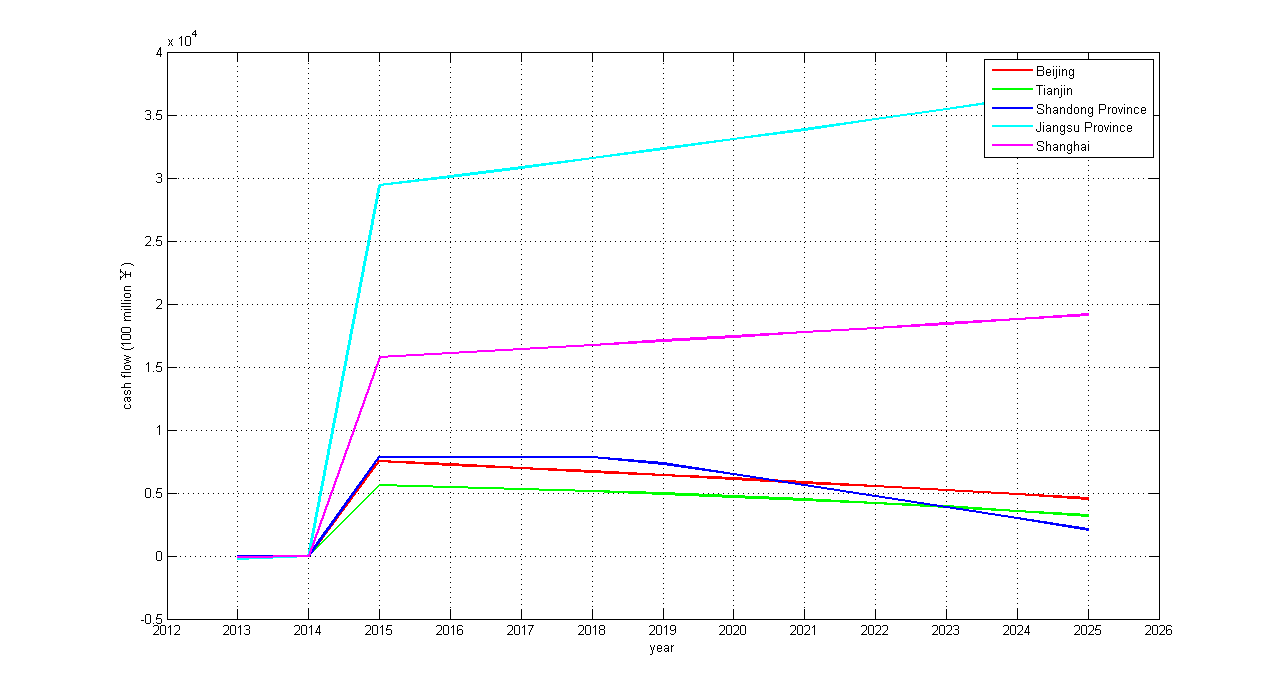 x 10^4
4
3.5
3
2.5
2
1.5
1
0.5
0
-0.5
cash flow (100 million ￥)
2012 2013 2014 2015 2016 2017 2018 2019 2020 2021 2022 2023 2024 2025 2026
year
Beijing
Tianjin
Shandong Province
Jiangsu Province
Shanghai